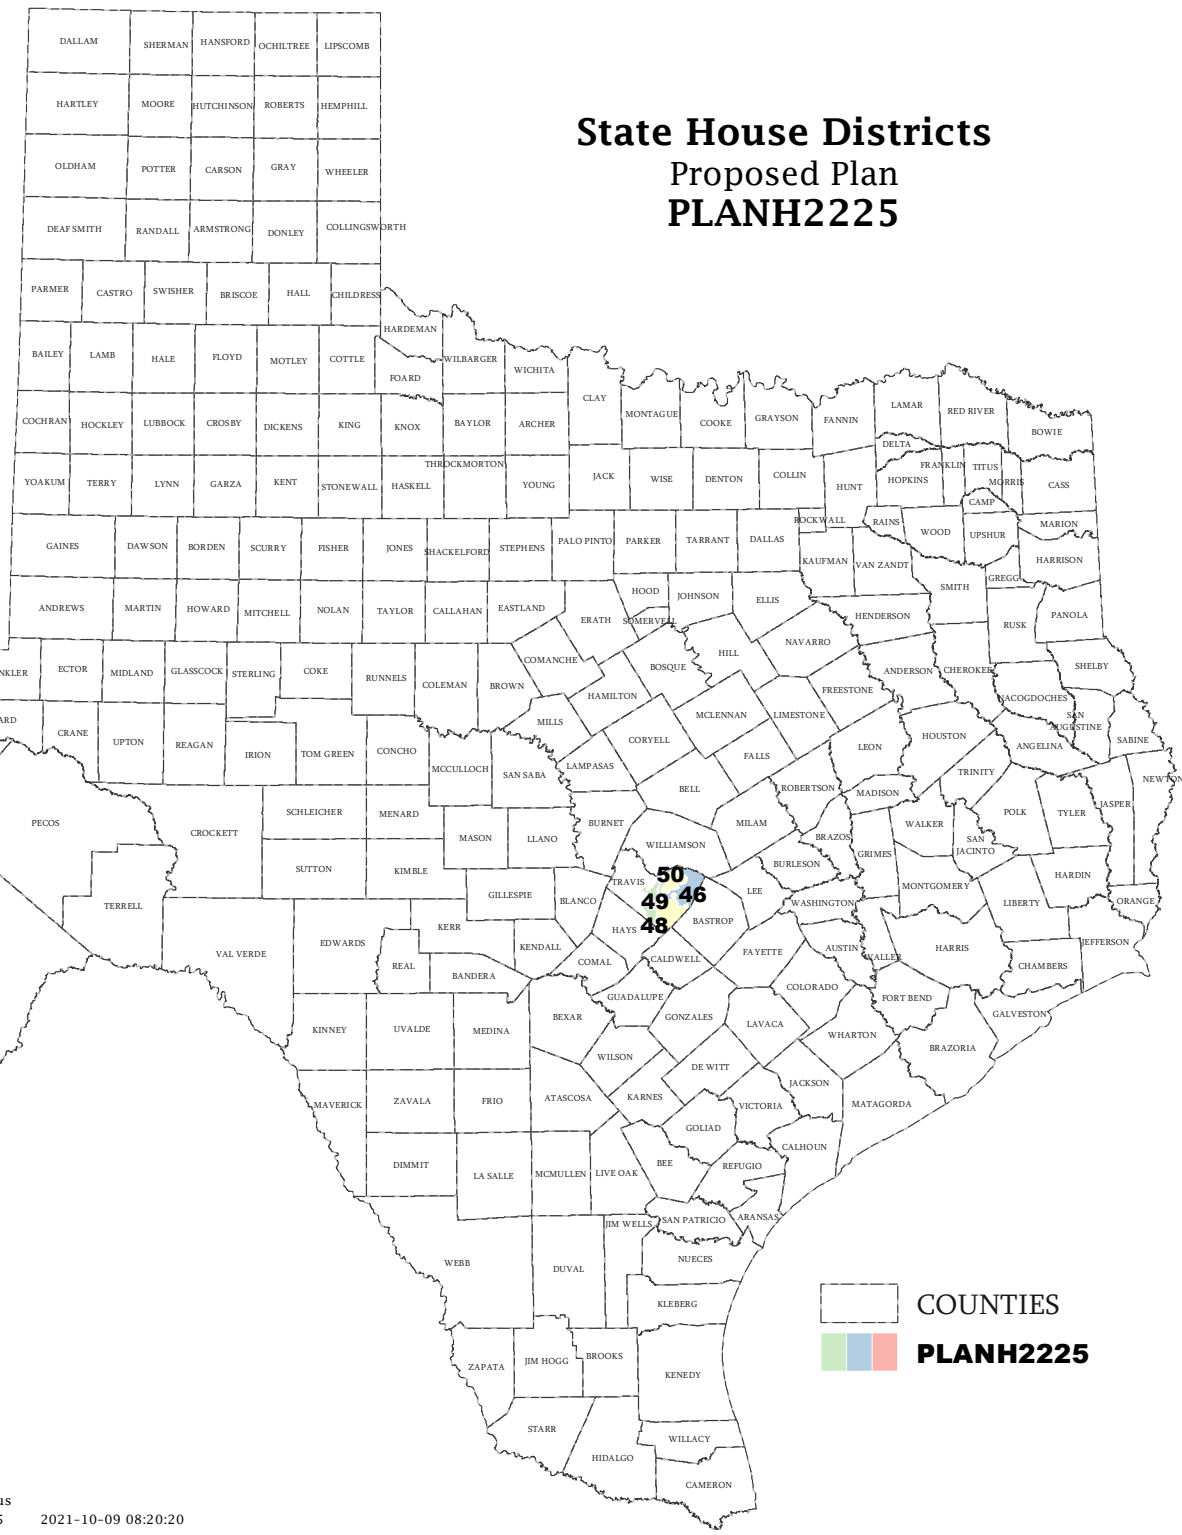 State House Districts
Proposed Plan
PLANH2225
DALLAM SHERMAN HANSFORD OCHILTREE LIPSCOMB
HARTLEY MOORE HUTCHINSON ROBERTS HEMPHILL
OLDHAM POTTER CARSON GRAY WHEELER
DEAF SMITH RANDALL ARMSTRONG DONLEY COLLINGSWORTH
PARMER CASTRO SWISHER BRISCOE HALL CHILDRESS
HARDEMAN
BAILEY LAMB HALE FLOYD MOTLEY COTTLE FOARD WILBARGER WICHITA
CLAY MONTAGUE COOKE GRAYSON FANNIN LAMAR RED RIVER BOWIE
COCHRAN HOCKLEY LUBBOCK CROSBY DICKENS KING KNOX BAYLOR ARCHER
DELTA
THROCKMORTON FRANKLIN TITUS
YOAKUM TERRY LYNN GARZA KENT STONEWALL HASKELL YOUNG JACK WISE DENTON COLLIN HUNT HOPKINS MORRIS CASS
CAMP
ROCKWALL RAINS WOOD UPSHUR MARION
GAINES DAWSON BORDEN SCURRY FISHER JONES SHACKELFORD STEPHENS PALO PINTO PARKER TARRANT DALLAS
KAUFMAN VAN ZANDT HARRISON
SMITH GREGG
ANDREWS MARTIN HOWARD MITCHELL NOLAN TAYLOR CALLAHAN EASTLAND ERATH HOOD JOHNSON ELLIS
SOMERVELL HENDERSON RUSK PANOLA
NKLER ECTOR MIDLAND GLASSCOCK STERLING COKE RUNNELS COLEMAN BROWN COMANCHE BOSQUE HILL NAVARRO
ANDERSON CHEROKEE SHELBY
HAMILTON FREESTONE NACOGDOCHES
ARD CRANE UPTON REAGAN IRION TOM GREEN CONCHO MILLS MCLENNAN LIMESTONE
SAN
AUGUSTINE
CORYELL FALLS LEON HOUSTON ANGELINA SABINE
MCCULLOCH SAN SABA LAMPASAS BELL ROBERTSON MADISON TRINITY NEWTON
PECOS CROCKETT SCHLEICHER MENARD MASON LLANO BURNET WILLIAMSON MILAM BRAZOS WALKER POLK TYLER JASPER
SAN
JACINTO
SUTTON KIMBLE GRIMES BURLESON HARDIN
TRAVIS 50
49 46
48
TERRELL GILLESPIE BLANCO LEE WASHINGTON MONTGOMERY LIBERTY ORANGE
VAL VERDE EDWARDS KERR KENDALL HAYS BASTROP
REAL BANDERA COMAL CALDWELL FAYETTE AUSTIN WALLER HARRIS CHAMBERS JEFFERSON
GUADALUPE COLORADO FORT BEND GALVESTON
KINNEY UVALDE MEDINA BEXAR GONZALES LAVACA WHARTON BRAZORIA
WILSON DE WITT
MAVERICK ZAVALA FRIO ATASCOSA KARNES VICTORIA JACKSON MATAGORDA
GOLIAD CALHOUN
DIMMIT LA SALLE MCMULLEN LIVE OAK BEE REFUGIO
JIM WELLS SAN PATRICIO ARANSAS
WEBB DUVAL NUECES
KLEBERG
ZAPATA JIM HOGG BROOKS KENEDY
STARR HIDALGO WILLACY
CAMERON
COUNTIES
PLANH2225
us
5 2021-10-09 08:20:20